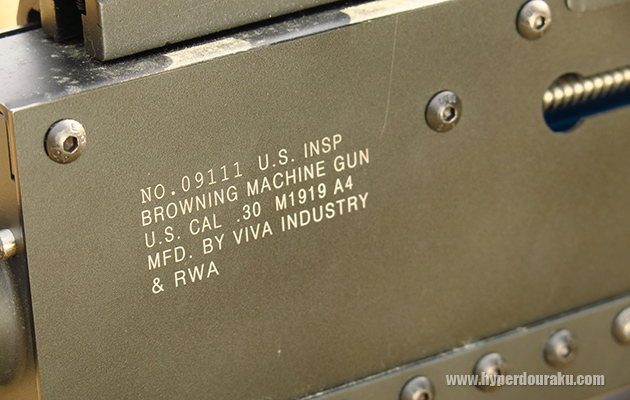 NO.09111 U.S. INSP
BROWNING MACHINE GUN
U.S. CAL .30 M1919 A4
MFD. BY VIVA INDUSTRY
& RWA
www.hyperdouraku.com